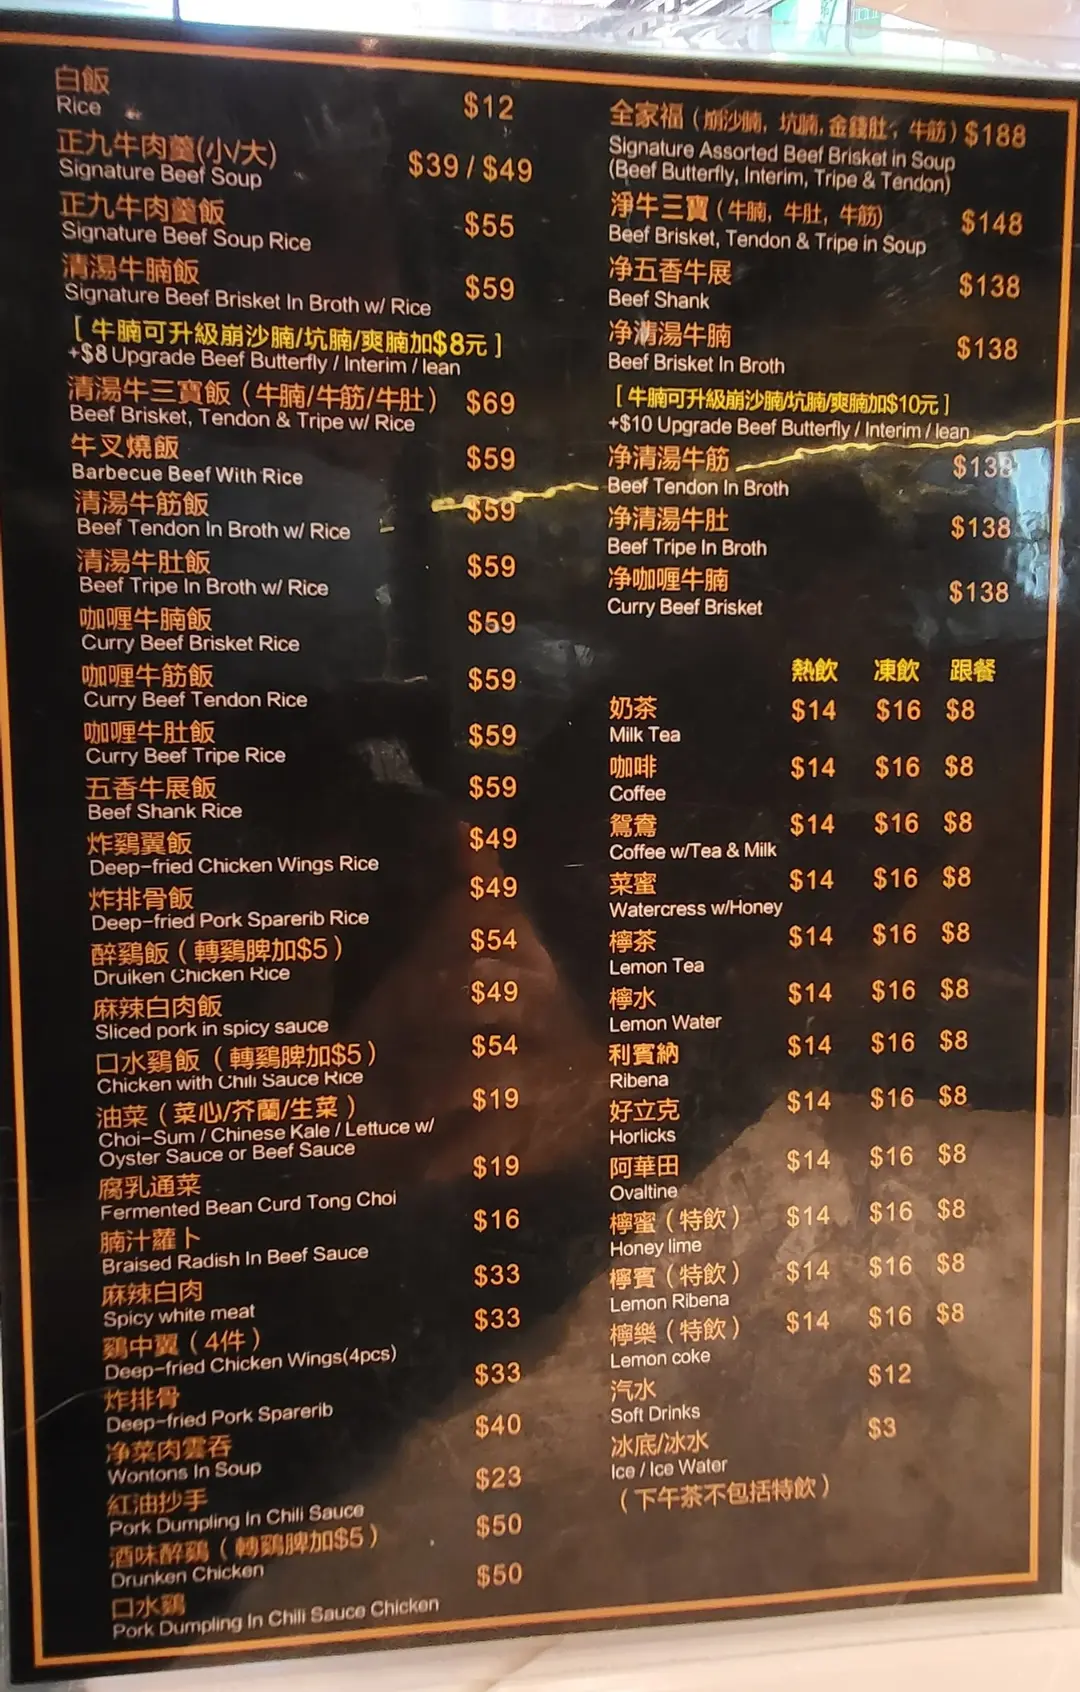 白飯
Rice $12
正九牛肉羹(小/大)
Signature Beef Soup $39 / $49
正九牛肉羹飯
Signature Beef Soup Rice $55
清湯牛腩飯
Signature Beef Brisket In Broth w/ Rice $59
[ 牛腩可升級崩沙腩/坑腩/爽腩加$8元 ]
+$8 Upgrade Beef Butterfly / Interim / lean
清湯牛三寶飯（牛腩/牛筋/牛肚） $69
Beef Brisket, Tendon & Tripe w/ Rice
牛叉燒飯 $59
Barbecue Beef With Rice
清湯牛筋飯 $59
Beef Tendon In Broth w/ Rice
清湯牛肚飯 $59
Beef Tripe In Broth w/ Rice
咖喱牛腩飯 $59
Curry Beef Brisket Rice
咖喱牛筋飯 $59
Curry Beef Tendon Rice
咖喱牛肚飯 $59
Curry Beef Tripe Rice
五香牛展飯 $59
Beef Shank Rice
炸鷄翼飯 $49
Deep-fried Chicken Wings Rice
炸排骨飯 $49
Deep-fried Pork Sparerib Rice
醉鷄飯（轉鷄脾加$5） $54
Druiken Chicken Rice
麻辣白肉飯 $49
Sliced pork in spicy sauce
口水鷄飯（轉鷄脾加$5） $54
Chicken with Chili Sauce Rice
油菜（菜心/芥蘭/生菜） $19
Choi-Sum / Chinese Kale / Lettuce w/
Oyster Sauce or Beef Sauce
腐乳通菜 $19
Fermented Bean Curd Tong Choi
腩汁蘿卜 $16
Braised Radish In Beef Sauce
麻辣白肉 $33
Spicy white meat
鷄中翼（4件） $33
Deep-fried Chicken Wings(4pcs)
炸排骨 $33
Deep-fried Pork Sparerib
净菜肉雲吞 $40
Wontons In Soup
紅油抄手 $23
Pork Dumpling In Chili Sauce
酒味醉鷄（轉鷄脾加$5） $50
Drunken Chicken
口水鷄 $50
Pork Dumpling In Chili Sauce Chicken
全家福（崩沙腩, 坑腩, 金錢肚, 牛筋）$188
Signature Assorted Beef Brisket in Soup
(Beef Butterfly, Interim, Tripe & Tendon)
淨牛三寶（牛腩, 牛肚, 牛筋) $148
Beef Brisket, Tendon & Tripe in Soup
净五香牛展 $138
Beef Shank
净清湯牛腩 $138
Beef Brisket In Broth
[ 牛腩可升級崩沙腩/坑腩/爽腩加$10元 ]
+$10 Upgrade Beef Butterfly / Interim / lean
净清湯牛筋 $138
Beef Tendon In Broth
净清湯牛肚 $138
Beef Tripe In Broth
净咖喱牛腩 $138
Curry Beef Brisket
熱飲 凍飲 跟餐
奶茶 $14 $16 $8
Milk Tea
咖啡 $14 $16 $8
Coffee
鴛鴦 $14 $16 $8
Coffee w/Tea & Milk
菜蜜 $14 $16 $8
Watercress w/Honey
檸茶 $14 $16 $8
Lemon Tea
檸水 $14 $16 $8
Lemon Water
利賓納 $14 $16 $8
Ribena
好立克 $14 $16 $8
Horlicks
阿華田 $14 $16 $8
Ovaltine
檸蜜（特飲） $14 $16 $8
Honey lime
檸賓（特飲） $14 $16 $8
Lemon Ribena
檸樂（特飲） $14 $16 $8
Lemon coke
汽水 $12
Soft Drinks
冰底/冰水 $3
Ice / Ice Water
（下午茶不包括特飲）